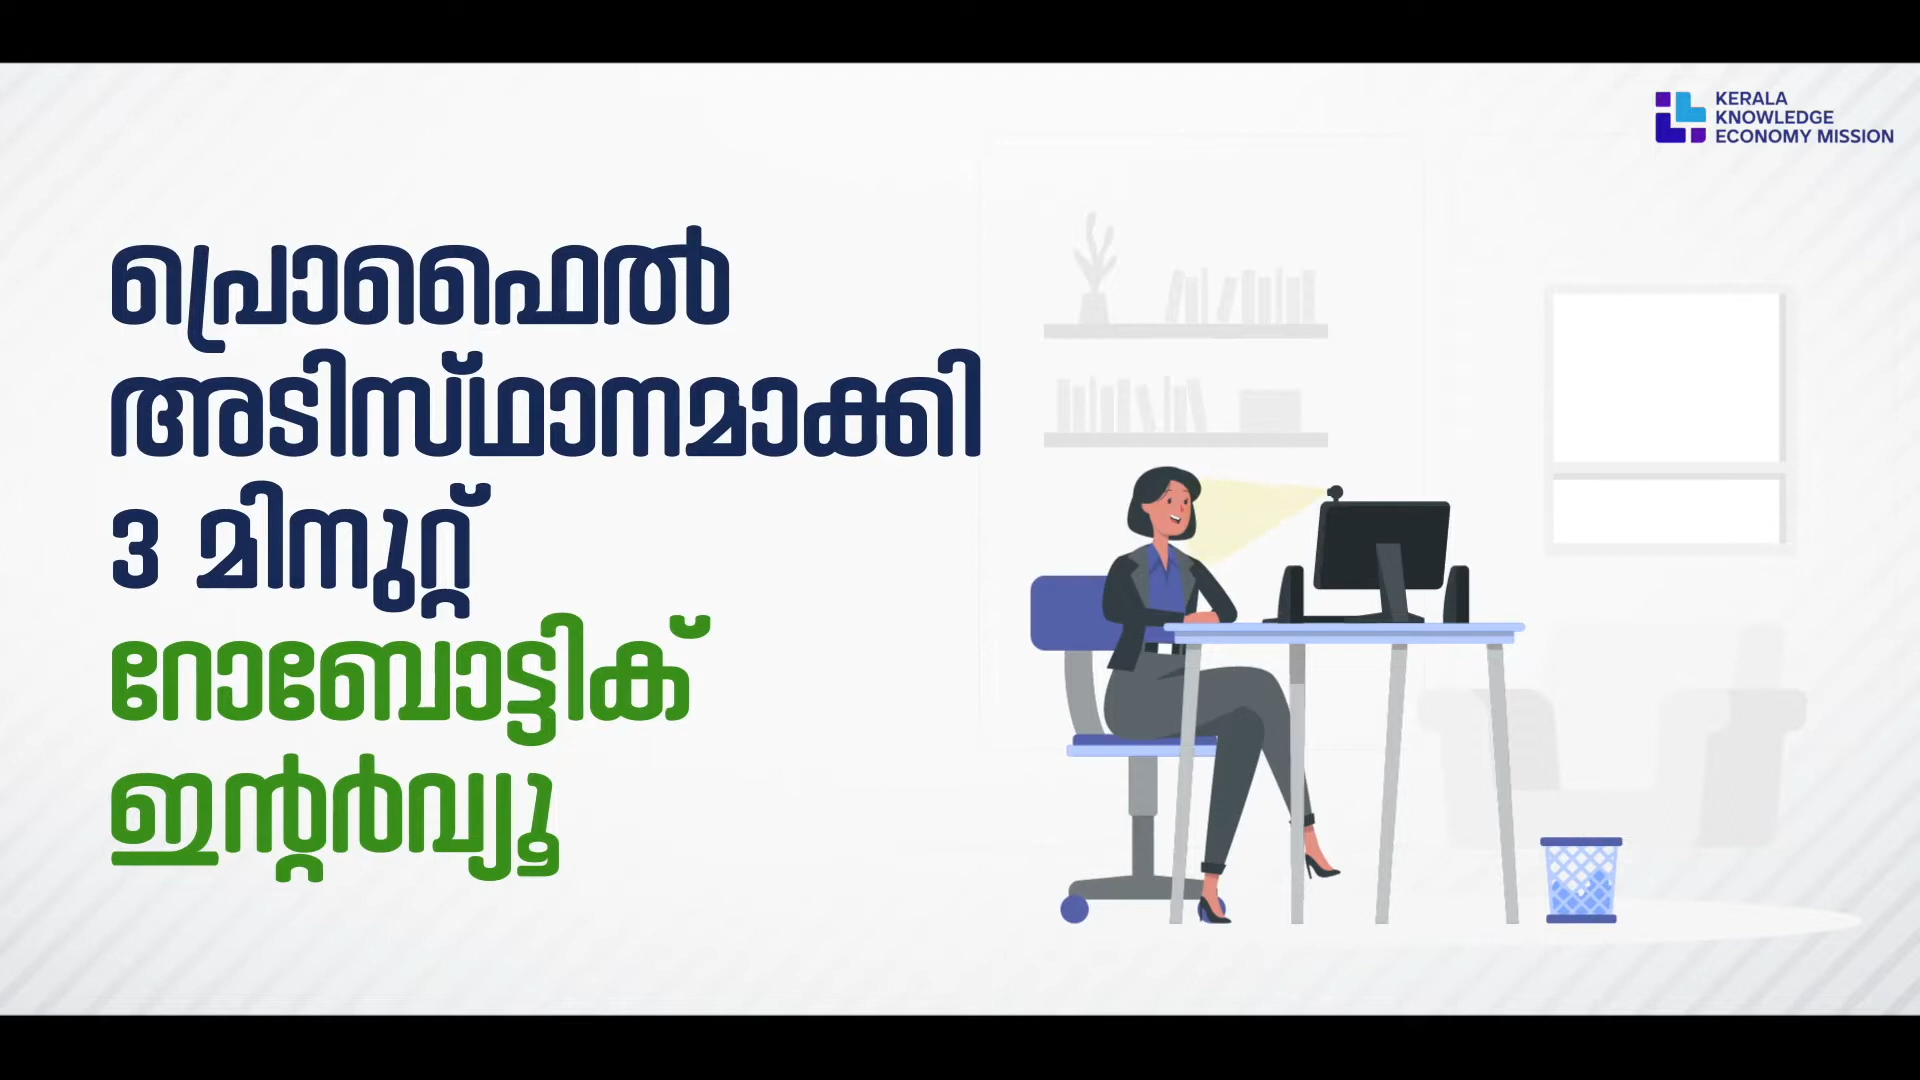 KERALA
KNOWLEDGE
ECONOMY MISSION
പ്രൊഫൈൽ
അടിസ്ഥാനമാക്കി
3 മിനുറ്റ്
റോബോട്ടിക്
ഇന്റർവ്യൂ